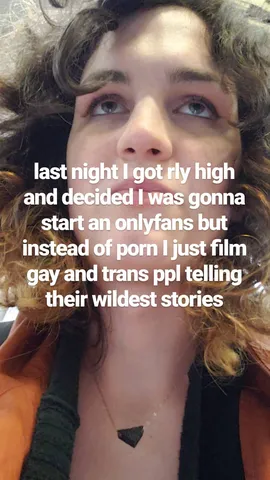 last night I got rly high
and decided I was gonna
start an onlyfans but
instead of porn I just film
gay and trans ppl telling
their wildest stories